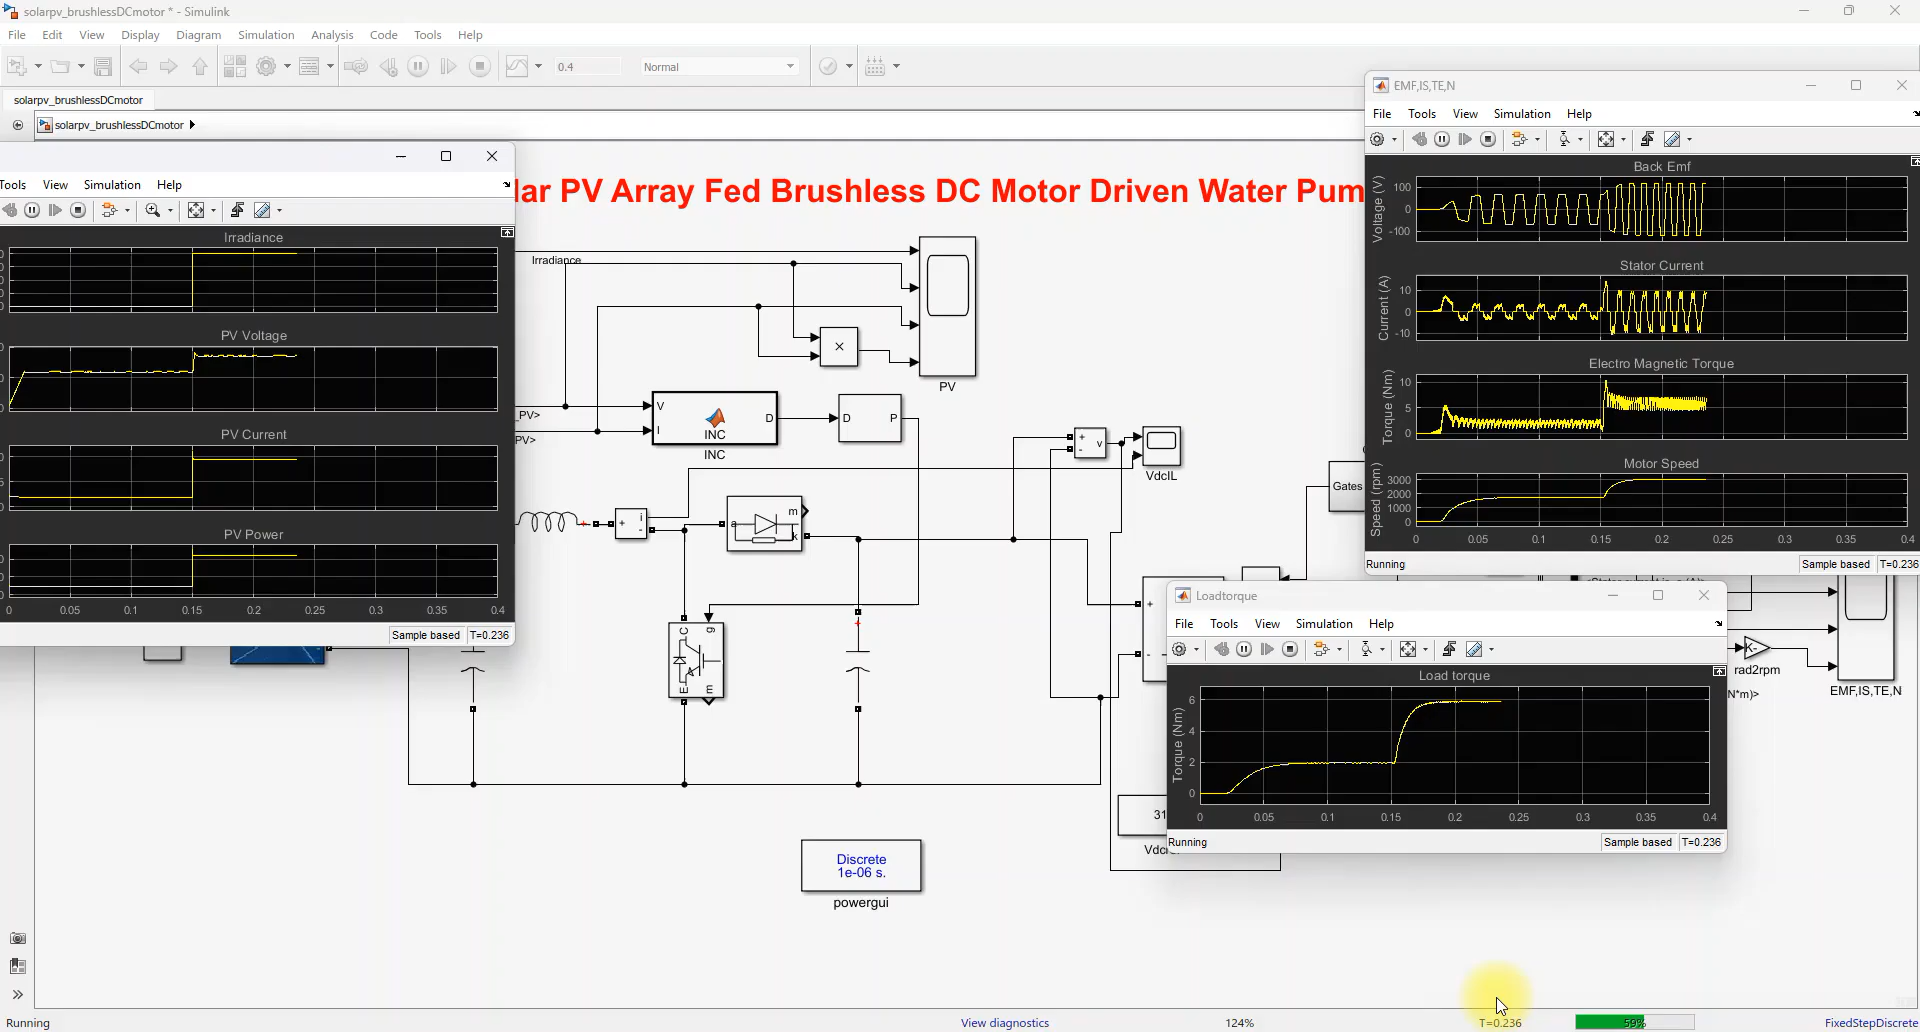 solarpv_brushlessDCmotor * - Simulink
File Edit View Display Diagram Simulation Analysis Code Tools Help
0.4
Normal
solarpv_brushlessDCmotor
solarpv_brushlessDCmotor
lar PV Array Fed Brushless DC Motor Driven Water Pum
Tools View Simulation Help
Irradiance
PV Voltage
PV Current
PV Power
0 0.05 0.1 0.15 0.2 0.25 0.3 0.35 0.4
Sample based T=0.236
Irradiance
×
PV
_PV>
PV>
V
I
D
INC
INC
D P
+
-
v
VdcIL
+
i
-
a
m
k
C
g
E
m
+
-
Gates
31
Discrete
1e-06 s.
powergui
EMF,IS,TE,N
File Tools View Simulation Help
Back Emf
Voltage (V)
100
0
-100
Stator Current
Current (A)
10
0
-10
Electro Magnetic Torque
Torque (Nm)
10
5
0
Motor Speed
Speed (rpm)
3000
2000
1000
0
0 0.05 0.1 0.15 0.2 0.25 0.3 0.35 0.4
Running
Sample based T=0.236
Loadtorque
File Tools View Simulation Help
Load torque
Torque (Nm)
6
4
2
0
0 0.05 0.1 0.15 0.2 0.25 0.3 0.35 0.4
Running
Sample based T=0.236
K-
rad2rpm
N*m)>
EMF,IS,TE,N
Running
View diagnostics
124%
T=0.236
59%
FixedStepDiscrete